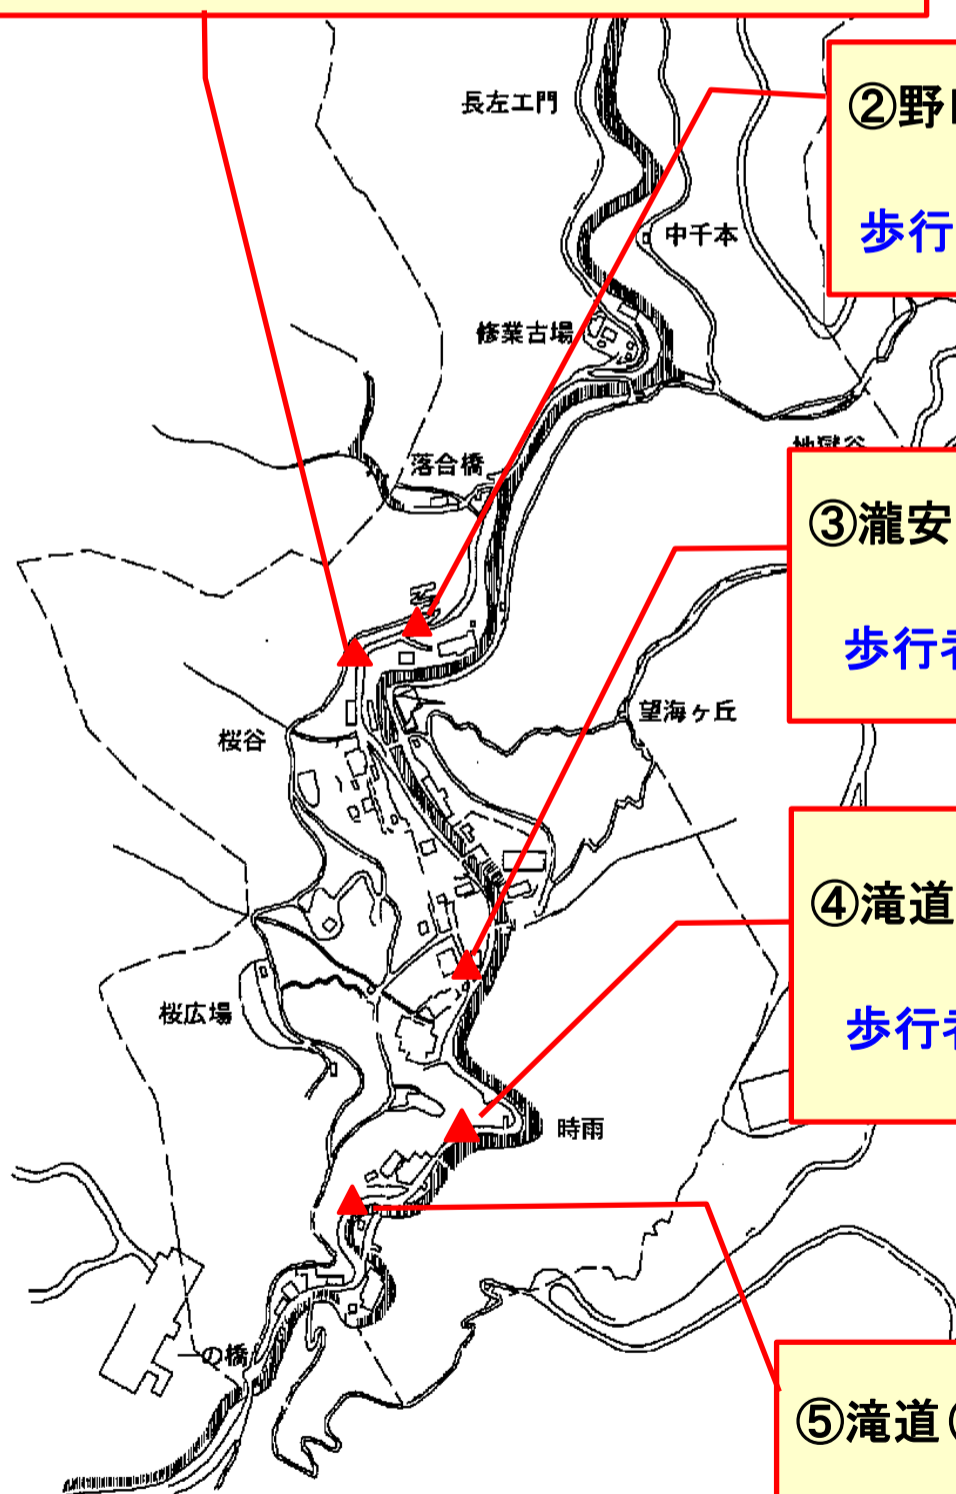 長左エ門
②野
歩行
中千本
修業古場
落合橋
③瀧安
歩行者
望海ヶ丘
桜谷
④滝道
歩行者
桜広場
時雨
一の橋
⑤滝道(